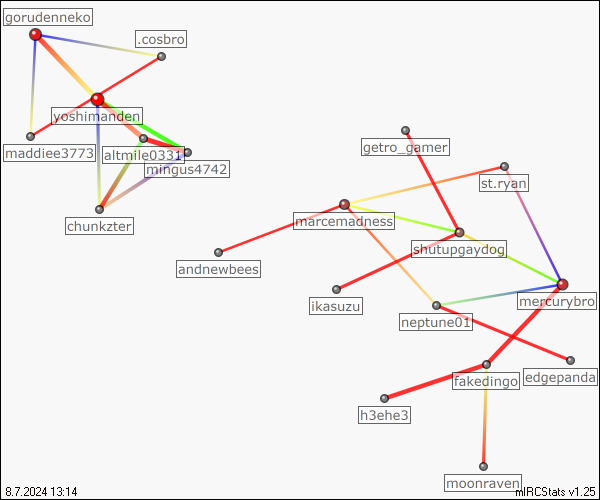 gorudenneko
.cosbro
yoshimanden
getro_gamer
maddiee3773
altmile0331
mingus4742
st.ryan
chunkzter
marcemadness
shutupgaydog
andnewbees
mercurybro
ikasuzu
neptune01
fakedingo
edgepanda
h3ehe3
moonraven
8.7.2024 13:14
mIRCStats v1.25